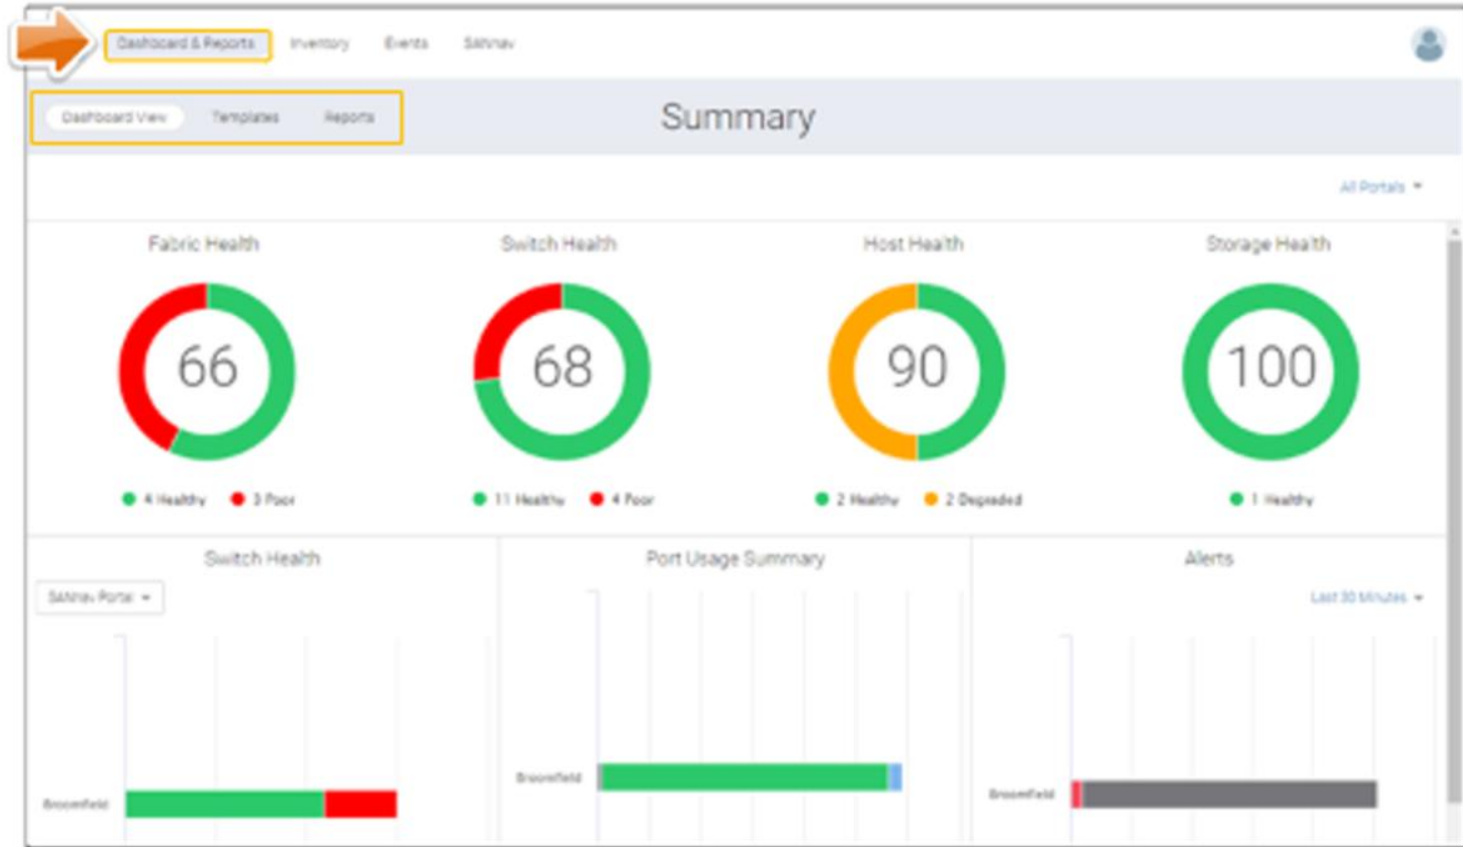 Dashboard & Reports Inventory Events SANnav
Dashboard View Templates Reports Summary
All Portals
Fabric Health Switch Health Host Health Storage Health
66 68 90 100
4 Healthy 3 Poor 11 Healthy 4 Poor 2 Healthy 2 Degraded 1 Healthy
Switch Health Port Usage Summary Alerts
SANnav Portal Last 30 Minutes
Broomfield Broomfield Broomfield